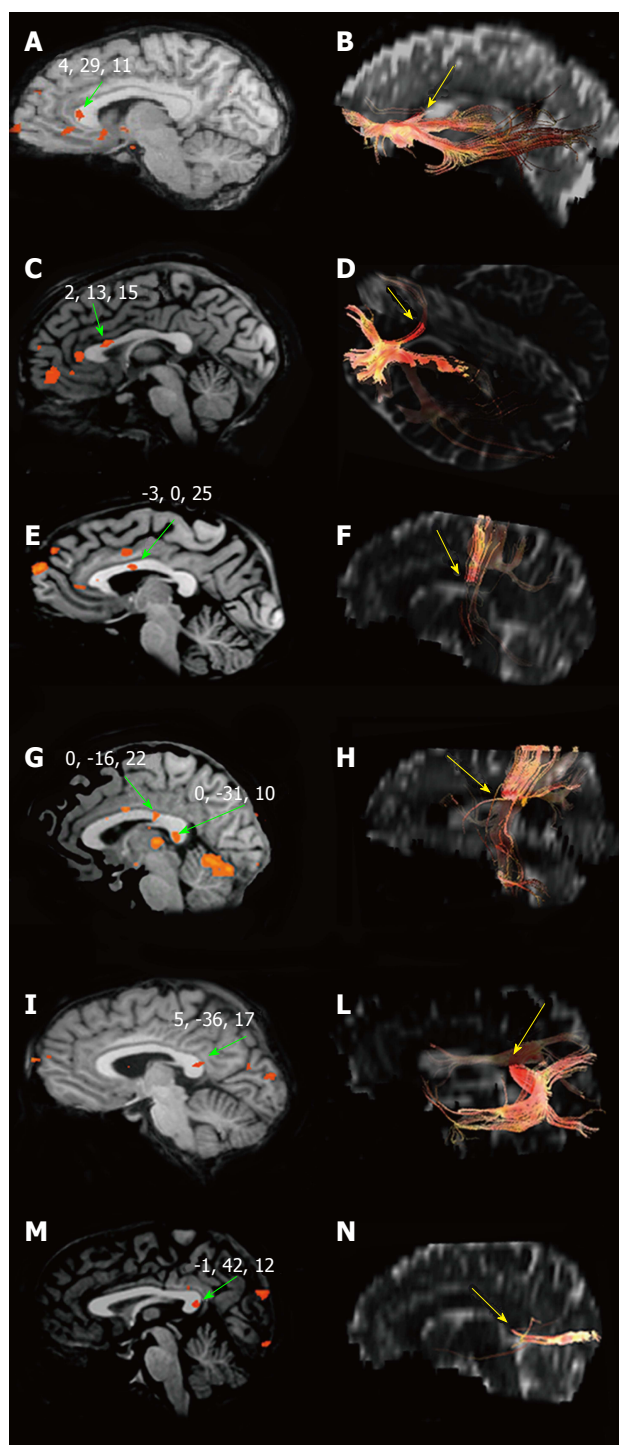 A
4, 29, 11
B
C
2, 13, 15
D
E
-3, 0, 25
F
G
0, -16, 22
0, -31, 10
H
I
5, -36, 17
L
M
-1, 42, 12
N